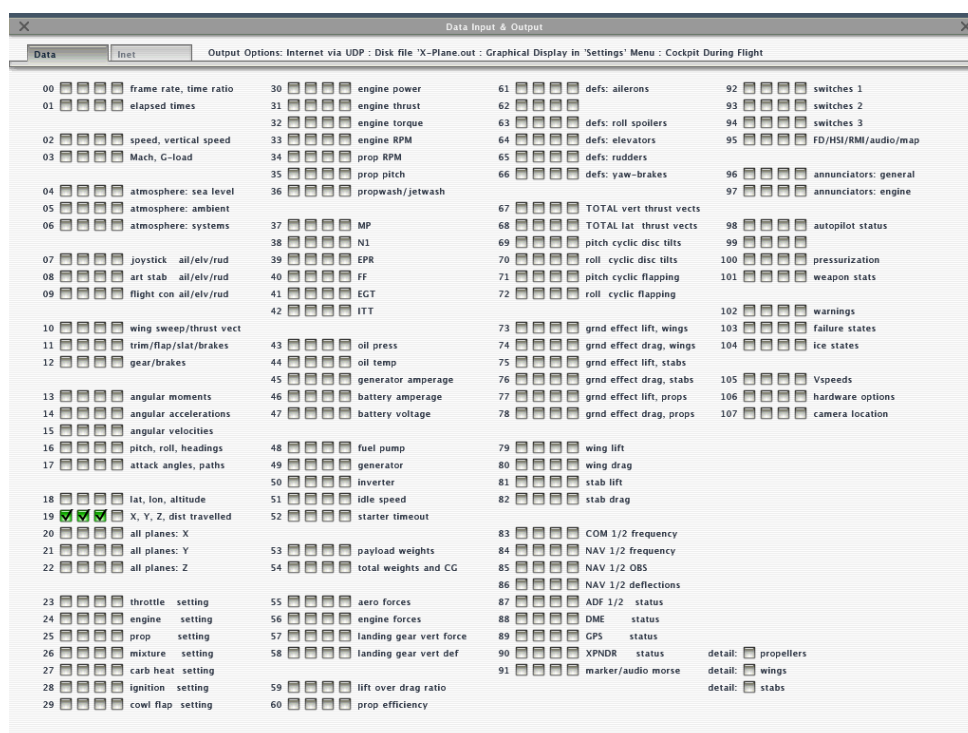 Data Input & Output
Data
Inet
Output Options: Internet via UDP : Disk file 'X-Plane.out : Graphical Display in 'Settings' Menu : Cockpit During Flight
00 frame rate, time ratio
01 elapsed times
02 speed, vertical speed
03 Mach, G-load
04 atmosphere: sea level
05 atmosphere: ambient
06 atmosphere: systems
07 joystick ail/elv/rud
08 art stab ail/elv/rud
09 flight con ail/elv/rud
10 wing sweep/thrust vect
11 trim/flap/slat/brakes
12 gear/brakes
13 angular moments
14 angular accelerations
15 angular velocities
16 pitch, roll, headings
17 attack angles, paths
18 lat, lon, altitude
19 X, Y, Z, dist travelled
20 all planes: X
21 all planes: Y
22 all planes: Z
23 throttle setting
24 engine setting
25 prop setting
26 mixture setting
27 carb heat setting
28 ignition setting
29 cowl flap setting
30 engine power
31 engine thrust
32 engine torque
33 engine RPM
34 prop RPM
35 prop pitch
36 propwash/jetwash
37 MP
38 N1
39 EPR
40 FF
41 EGT
42 ITT
43 oil press
44 oil temp
45 generator amperage
46 battery amperage
47 battery voltage
48 fuel pump
49 generator
50 inverter
51 idle speed
52 starter timeout
53 payload weights
54 total weights and CG
55 aero forces
56 engine forces
57 landing gear vert force
58 landing gear vert def
59 lift over drag ratio
60 prop efficiency
61 defs: ailerons
62
63 defs: roll spoilers
64 defs: elevators
65 defs: rudders
66 defs: yaw-brakes
67 TOTAL vert thrust vects
68 TOTAL lat thrust vects
69 pitch cyclic disc tilts
70 roll cyclic disc tilts
71 pitch cyclic flapping
72 roll cyclic flapping
73 grnd effect lift, wings
74 grnd effect drag, wings
75 grnd effect lift, stabs
76 grnd effect drag, stabs
77 grnd effect lift, props
78 grnd effect drag, props
79 wing lift
80 wing drag
81 stab lift
82 stab drag
83 COM 1/2 frequency
84 NAV 1/2 frequency
85 NAV 1/2 OBS
86 NAV 1/2 deflections
87 ADF 1/2 status
88 DME status
89 GPS status
90 XPNDR status
91 marker/audio morse
92 switches 1
93 switches 2
94 switches 3
95 FD/HSI/RMI/audio/map
96 annunciators: general
97 annunciators: engine
98 autopilot status
99
100 pressurization
101 weapon stats
102 warnings
103 failure states
104 ice states
105 Vspeeds
106 hardware options
107 camera location
detail: propellers
detail: wings
detail: stabs